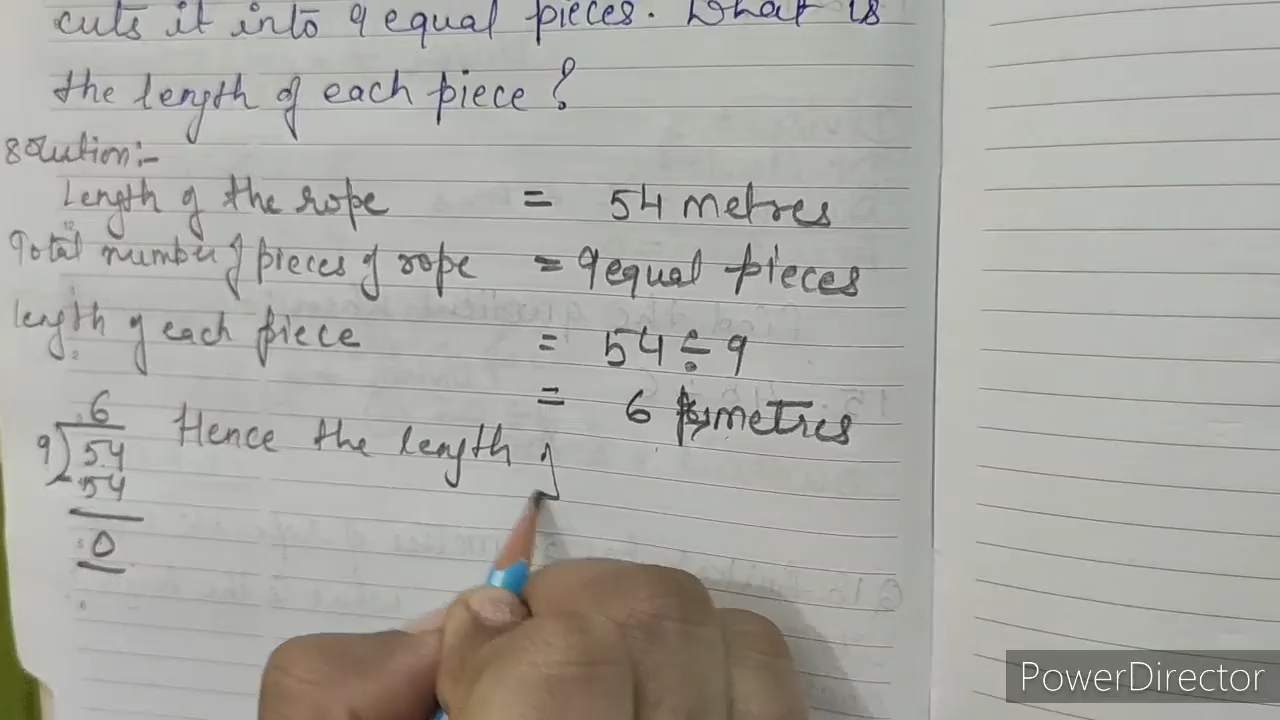 cuts it into 9 equal pieces. What is
the length of each piece?
Solution:-
Length of the rope = 54 metres
Total number of pieces of rope = 9 equal pieces
length of each piece = 54 ÷ 9
= 6 metres
6
9 54
54
0
Hence the length of
PowerDirector